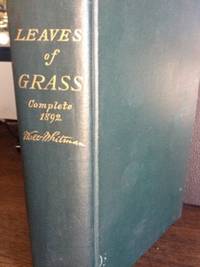 LEAVES
of
GRASS
Complete
1892.
Walt Whitman